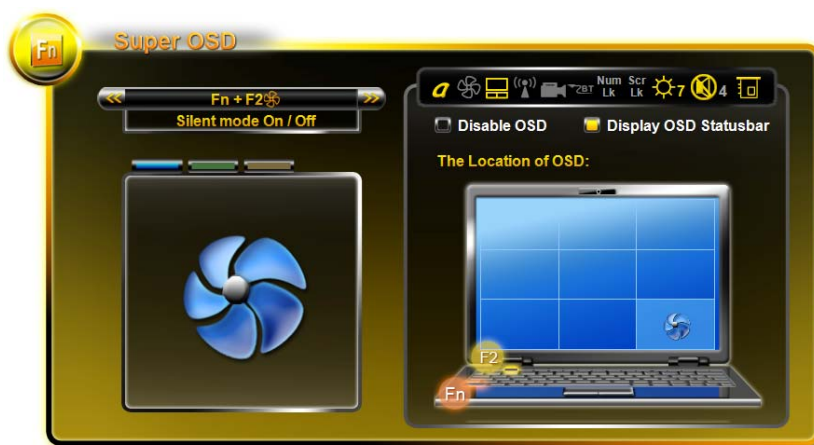 Fn
Super OSD
Fn + F2
Silent mode On / Off
a
ZBT
Num
Lk
Scr
Lk
7
4
Disable OSD
Display OSD Statusbar
The Location of OSD:
F2
Fn